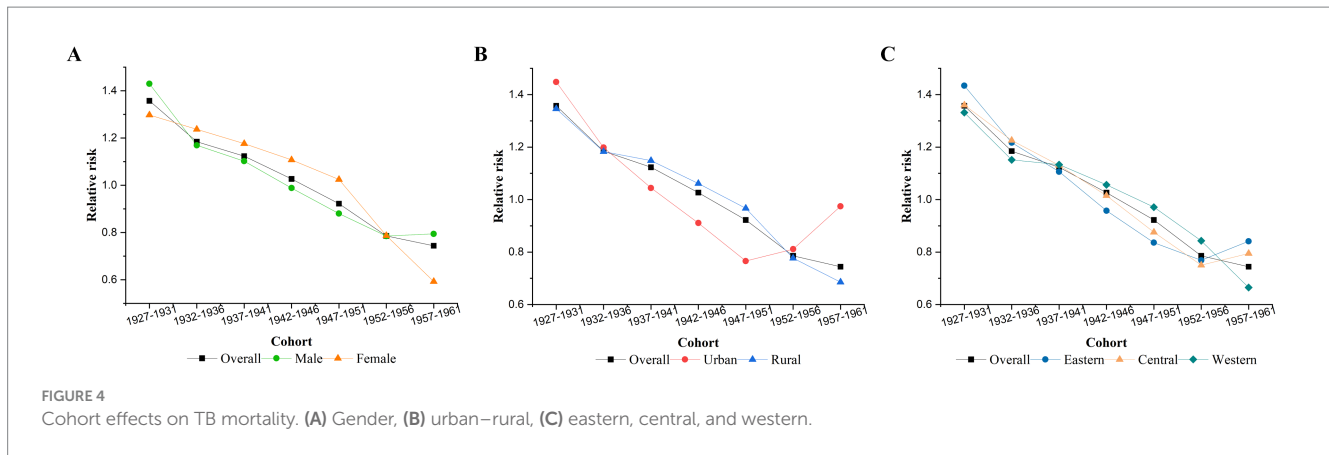 A
Relative risk
1.4
1.2
1.0
0.8
0.6
1927-1931
1932-1936
1937-1941
1942-1946
1947-1951
1952-1956
1957-1961
Cohort
Overall Male Female
B
Relative risk
1.4
1.2
1.0
0.8
0.6
1927-1931
1932-1936
1937-1941
1942-1946
1947-1951
1952-1956
1957-1961
Cohort
Overall Urban Rural
C
Relative risk
1.4
1.2
1.0
0.8
0.6
1927-1931
1932-1936
1937-1941
1942-1946
1947-1951
1952-1956
1957-1961
Cohort
Overall Eastern Central Western
FIGURE 4
Cohort effects on TB mortality. (A) Gender, (B) urban–rural, (C) eastern, central, and western.